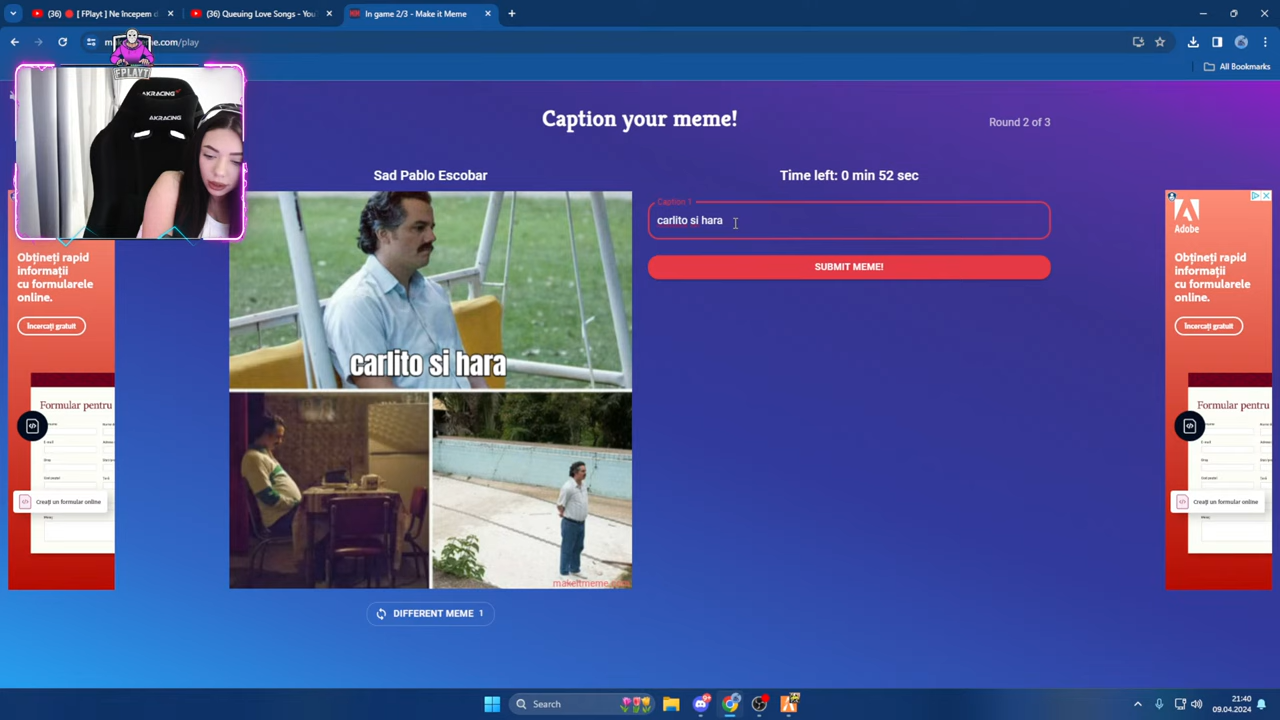 (36) [ FPlayt ] Ne Incepem d
(36) Queuing Love Songs - You
In game 2/3 - Make it Meme
/play
All Bookmarks
FPLAYT
AKRACING
AKRACING
Caption your meme!
Round 2 of 3
Sad Pablo Escobar
Time left: 0 min 52 sec
Caption 1
carlito si hara
SUBMIT MEME!
carlito si hara
makeitmeme.com
DIFFERENT MEME 1
Obțineți rapid
informații
cu formularele
online.
Încercați gratuit
Formular pentru
Creați un formular online
Adobe
Obțineți rapid
informații
cu formularele
online.
Încercați gratuit
Formular pentru
Creați un formular online
Search
21:40
09.04.2024